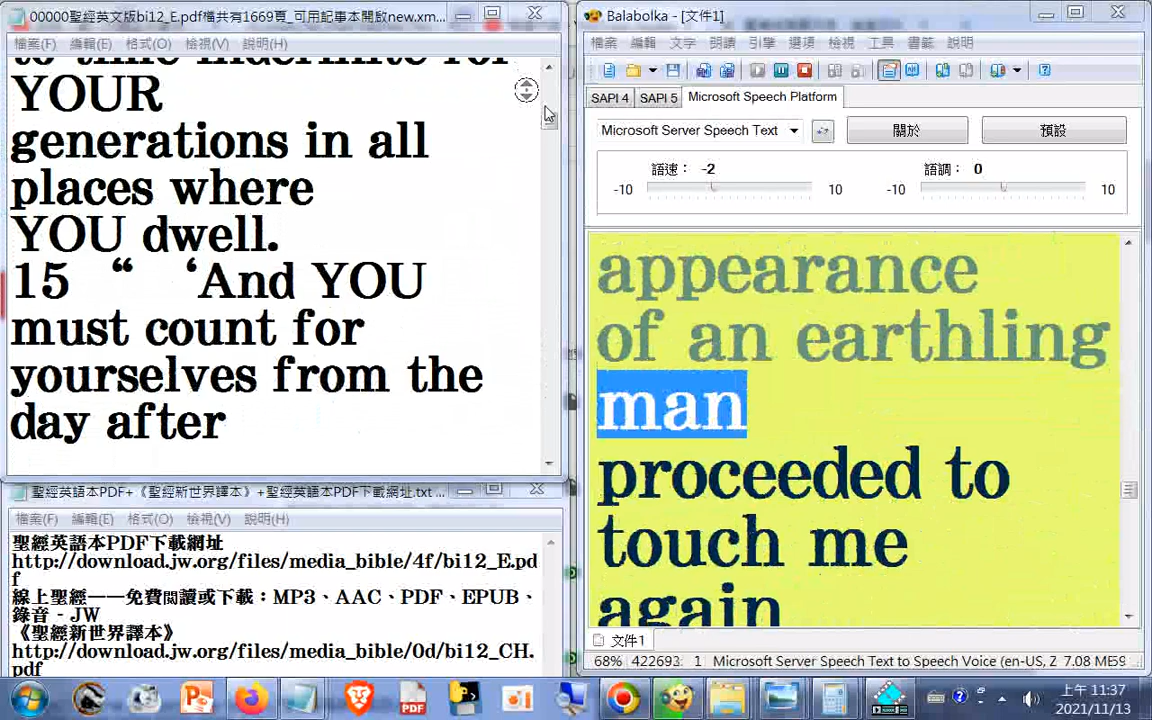 00000聖經英文版bi12_E.pdf檔共有1669頁_可用記事本開啟new.xm...
檔案(F) 編輯(E) 格式(O) 檢視(V) 說明(H)
to time indefinite for
YOUR
generations in all
places where
YOU dwell.
15 “ ‘And YOU
must count for
yourselves from the
day after
聖經英語本PDF+《聖經新世界譯本》+聖經英語本PDF下載網址.txt ...
檔案(F) 編輯(E) 格式(O) 檢視(V) 說明(H)
聖經英語本PDF下載網址
http://download.jw.org/files/media_bible/4f/bi12_E.pd
f
線上聖經——免費閱讀或下載：MP3、AAC、PDF、EPUB、
錄音 - JW
《聖經新世界譯本》
http://download.jw.org/files/media_bible/0d/bi12_CH.
pdf
Balabolka - [文件1]
檔案 編輯 文字 朗讀 引擎 選項 檢視 工具 書籤 說明
SAPI 4 SAPI 5 Microsoft Speech Platform
Microsoft Server Speech Text 關於 預設
語速： -2 語調： 0
-10 10 -10 10
appearance
of an earthling
man
proceeded to
touch me
again
文件1
68% 422693: 1 Microsoft Server Speech Text to Speech Voice (en-US, Z 7.08 ME59
上午 11:37
2021/11/13